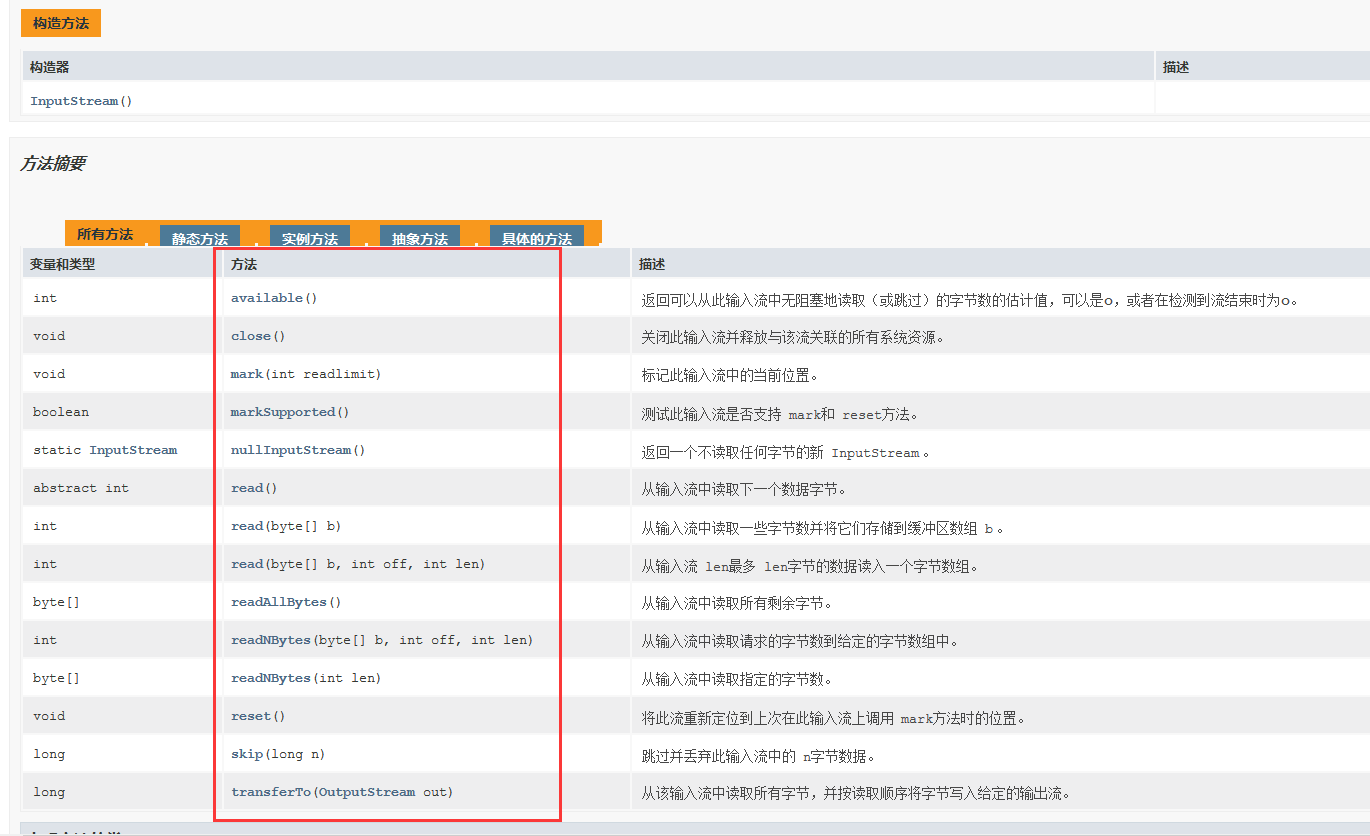 构造方法
构造器 描述
InputStream()
方法摘要
所有方法 静态方法 实例方法 抽象方法 具体的方法
变量和类型 方法 描述
int available() 返回可以从此输入流中无阻塞地读取（或跳过）的字节数的估计值，可以是0，或者在检测到流结束时为0。
void close() 关闭此输入流并释放与该流关联的所有系统资源。
void mark(int readlimit) 标记此输入流中的当前位置。
boolean markSupported() 测试此输入流是否支持 mark和 reset方法。
static InputStream nullInputStream() 返回一个不读取任何字节的新 InputStream 。
abstract int read() 从输入流中读取下一个数据字节。
int read(byte[] b) 从输入流中读取一些字节数并将它们存储到缓冲区数组 b 。
int read(byte[] b, int off, int len) 从输入流 len最多 len字节的数据读入一个字节数组。
byte[] readAllBytes() 从输入流中读取所有剩余字节。
int readNBytes(byte[] b, int off, int len) 从输入流中读取请求的字节数到给定的字节数组中。
byte[] readNBytes(int len) 从输入流中读取指定的字节数。
void reset() 将此流重新定位到上次在此输入流上调用 mark方法时的位置。
long skip(long n) 跳过并丢弃此输入流中的 n字节数据。
long transferTo(OutputStream out) 从该输入流中读取所有字节，并按读取顺序将字节写入给定的输出流。